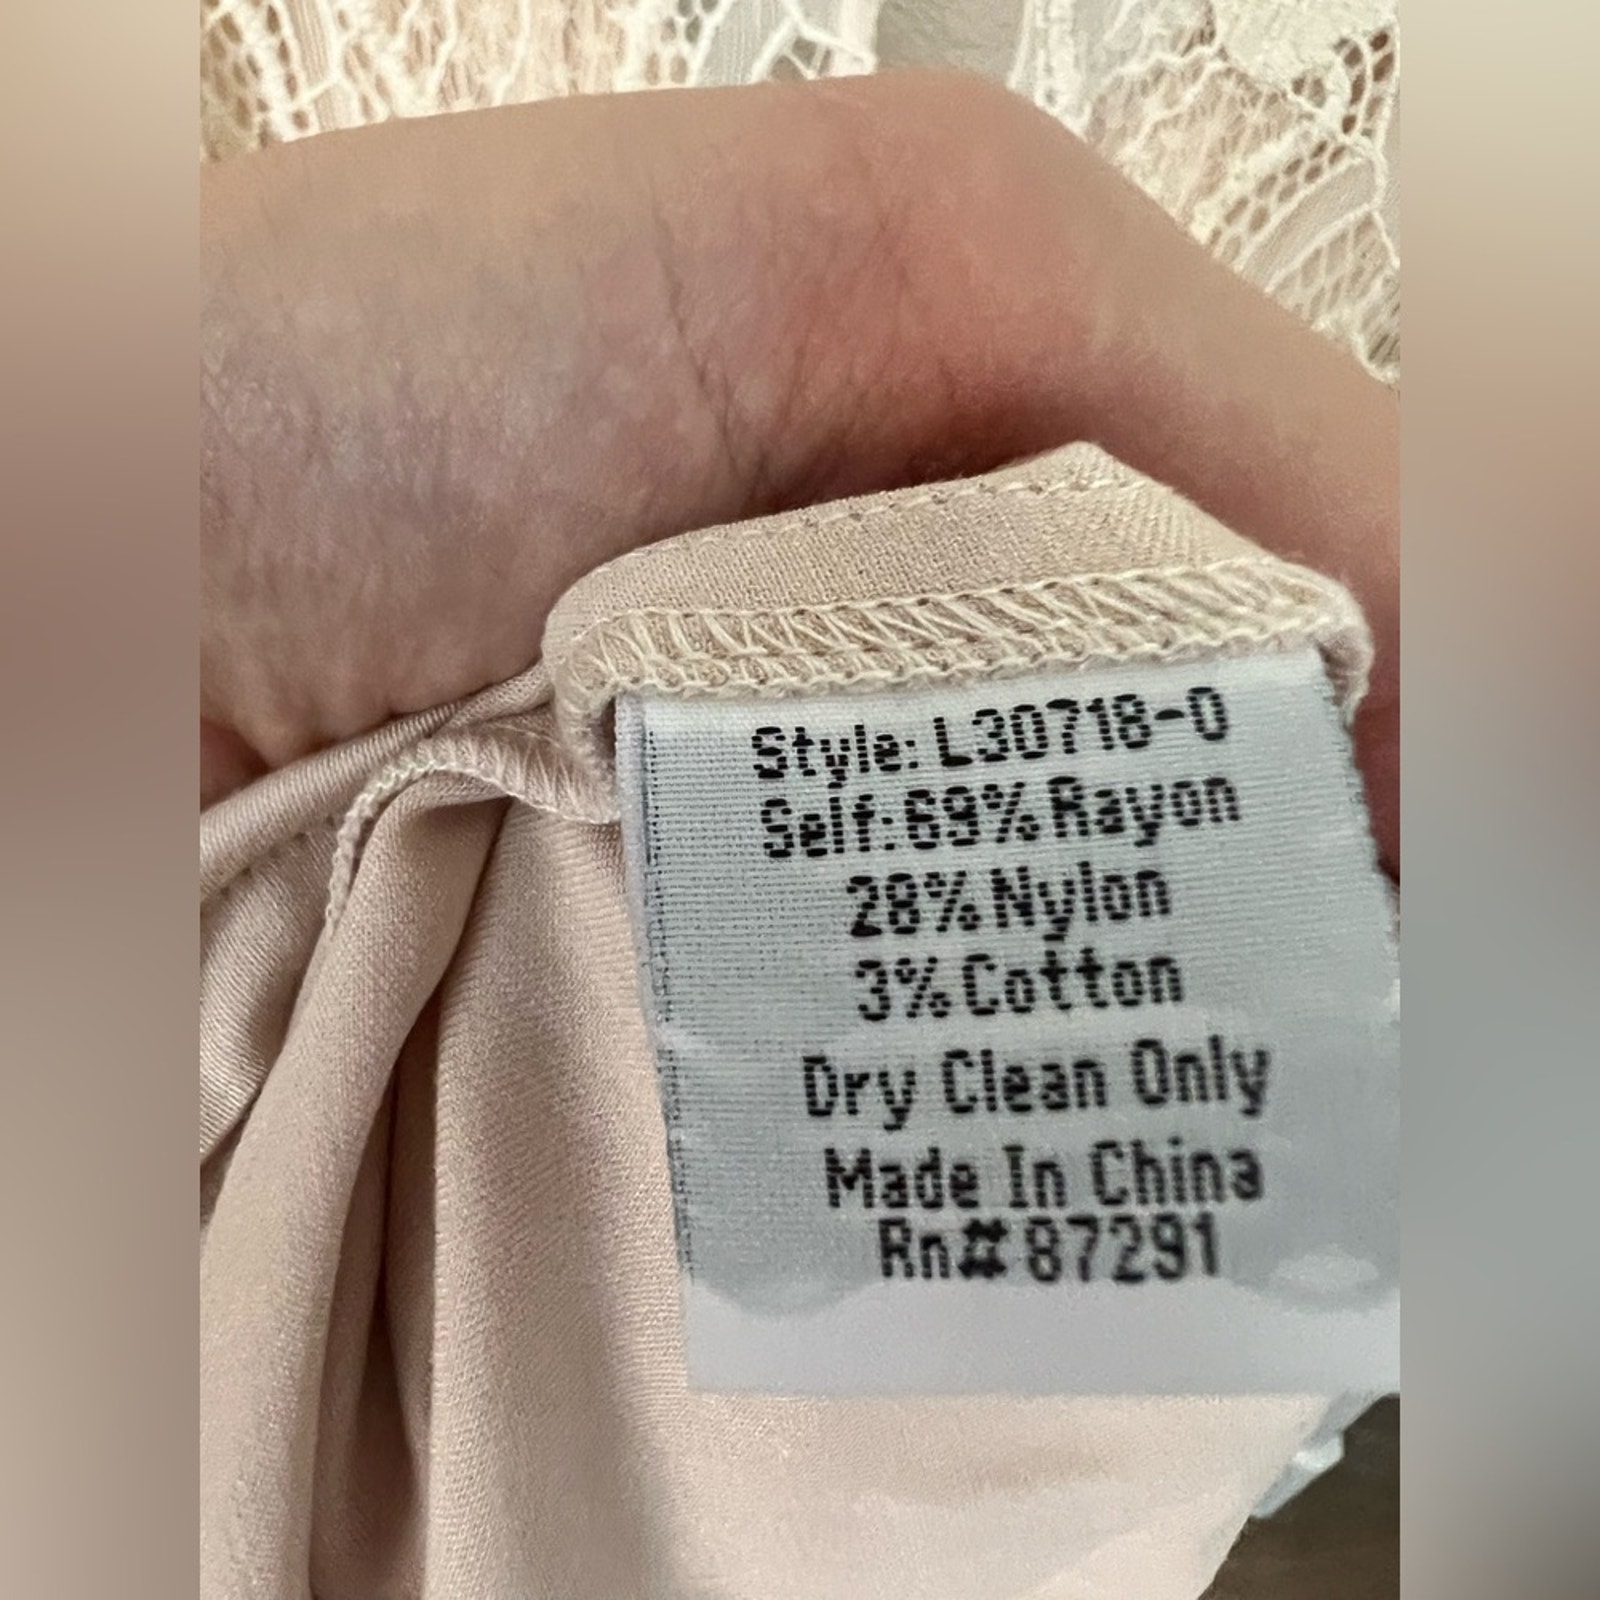 Style: L30718-0
Self: 69% Rayon
28% Nylon
3% Cotton
Dry Clean Only
Made In China
Rn# 87291